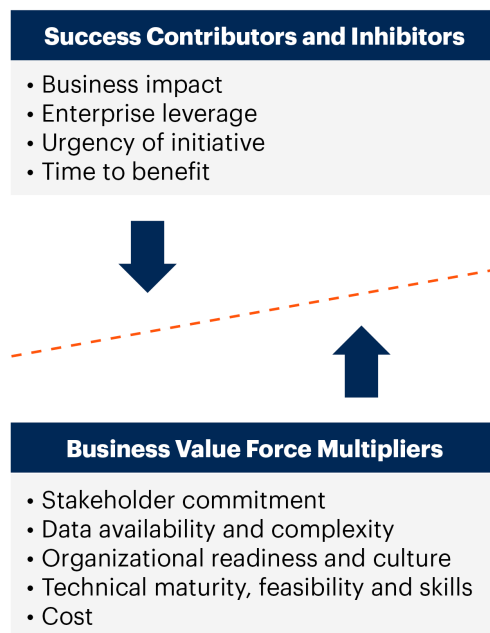 Success Contributors and Inhibitors
• Business impact
• Enterprise leverage
• Urgency of initiative
• Time to benefit
Business Value Force Multipliers
• Stakeholder commitment
• Data availability and complexity
• Organizational readiness and culture
• Technical maturity, feasibility and skills
• Cost